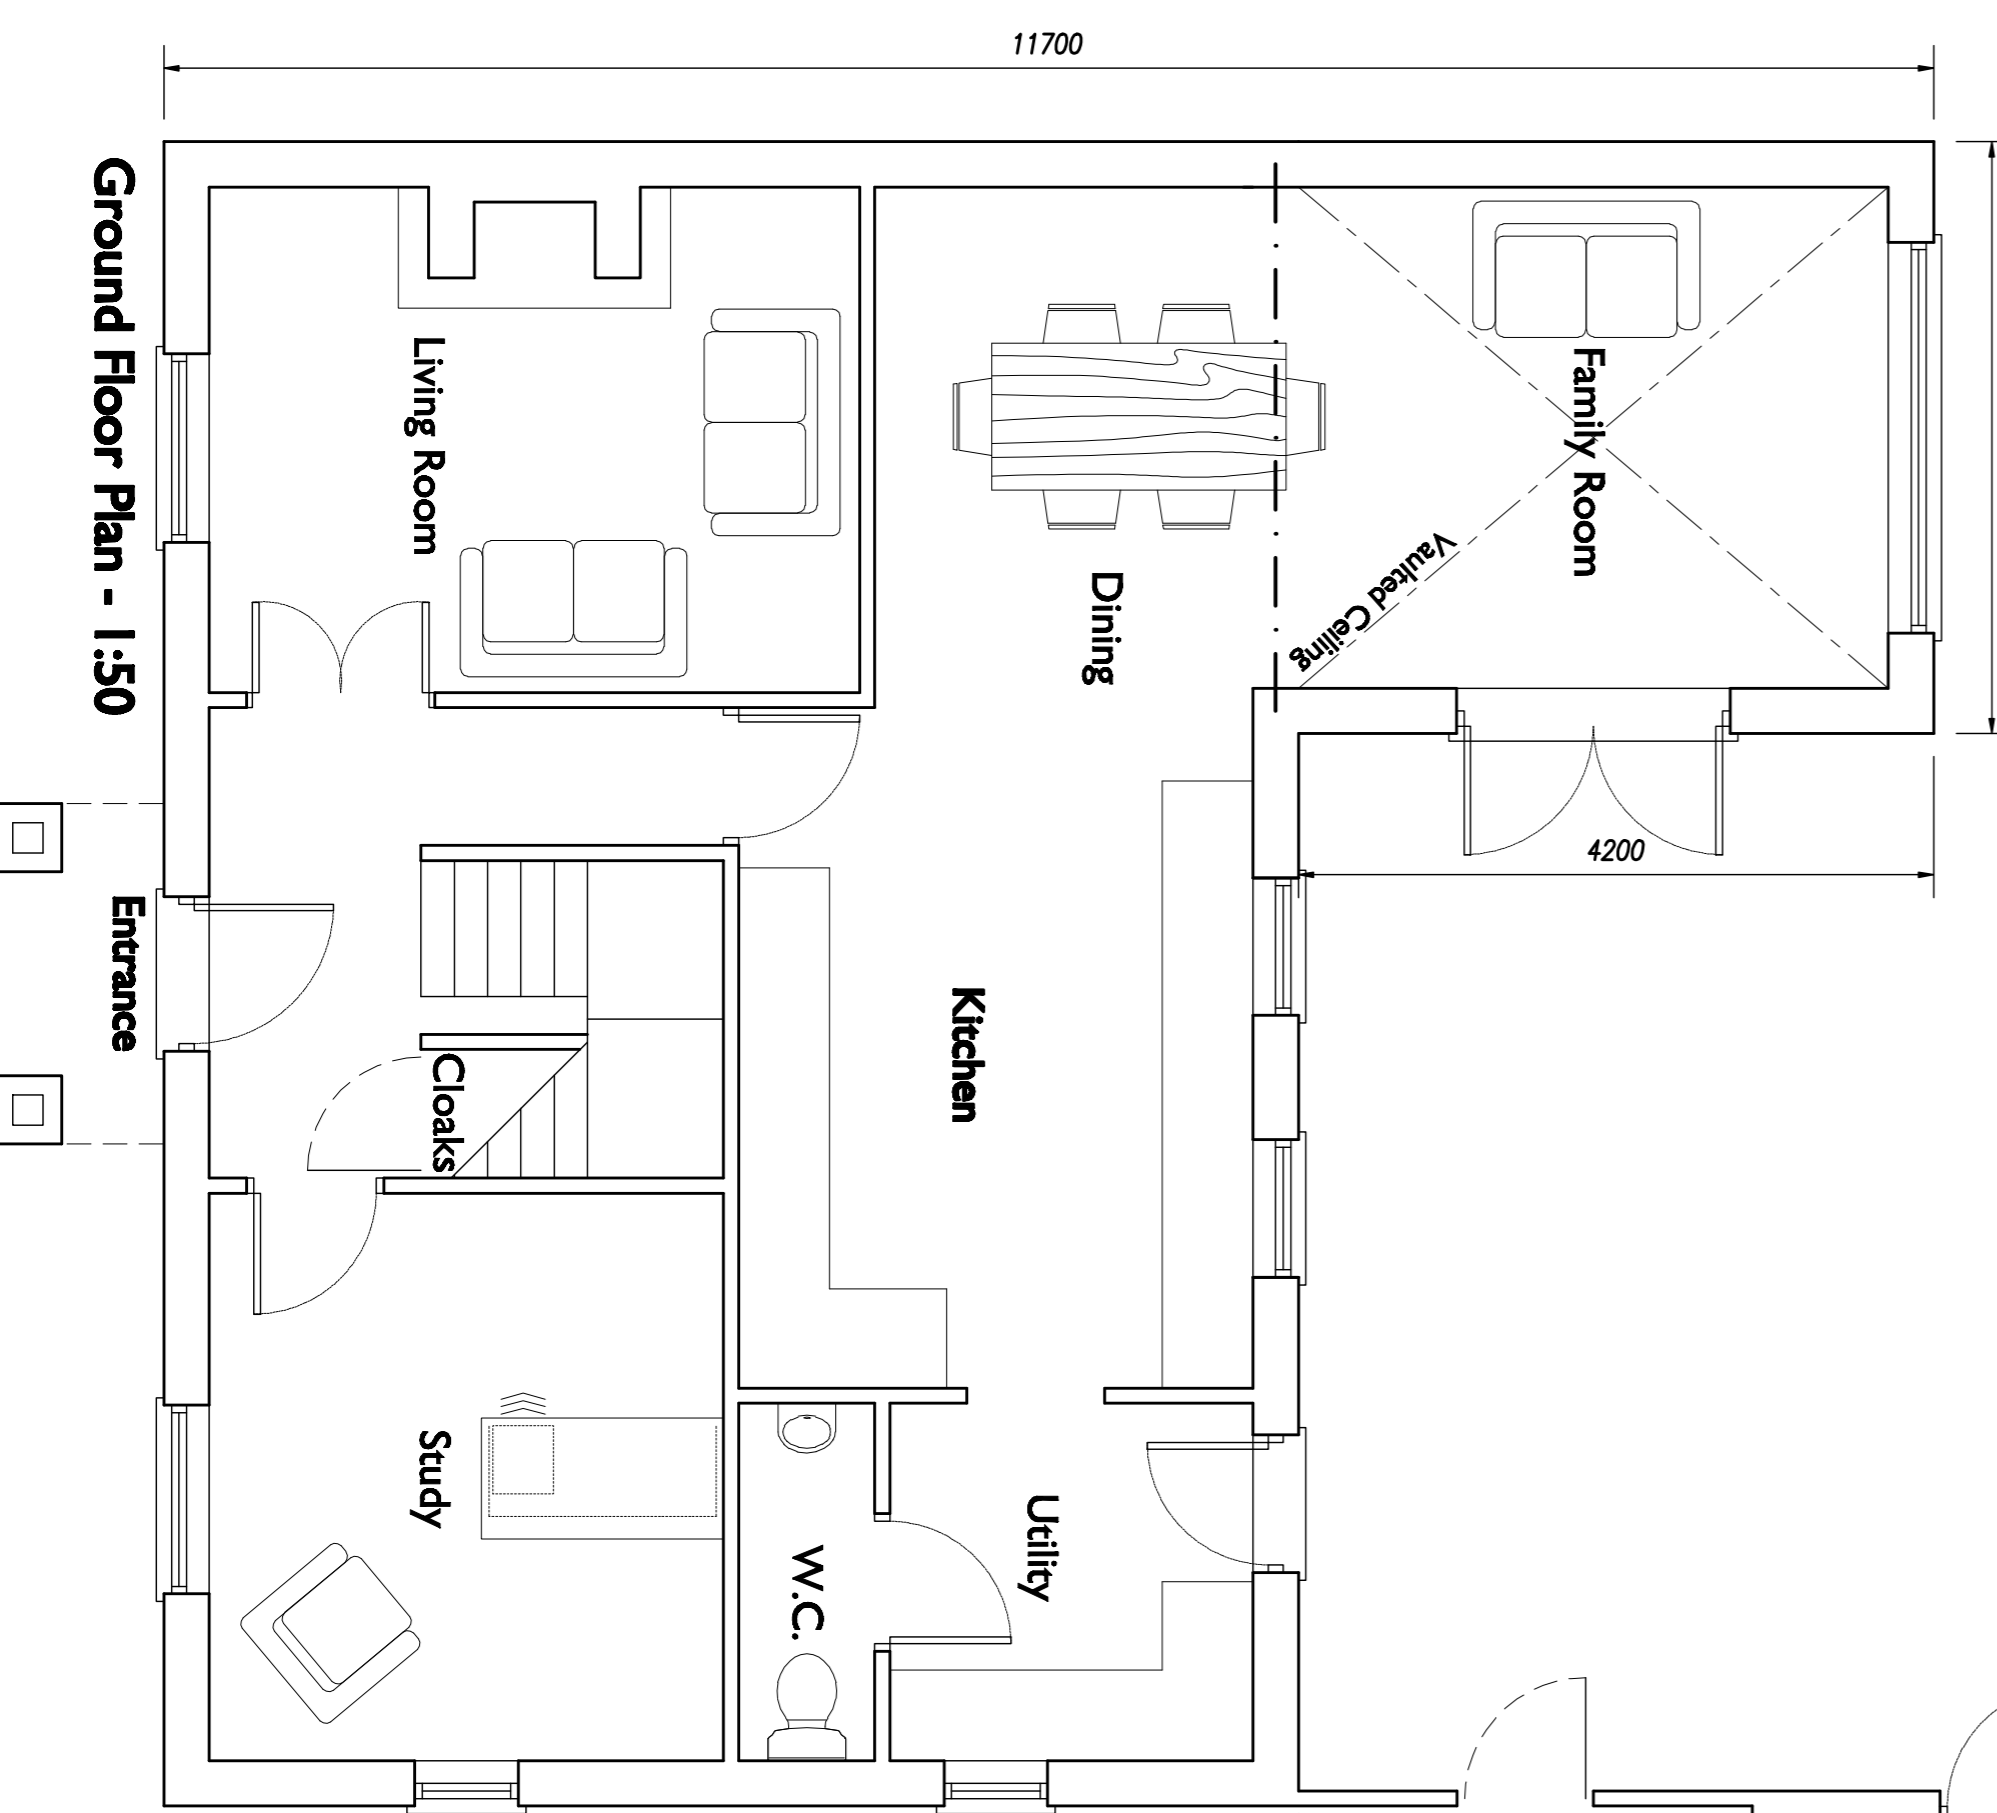 11700
Ground Floor Plan - 1:50
Living Room
Family Room
Vaulted Ceiling
Dining
4200
Entrance
Kitchen
Cloaks
Study
Utility
W.C.